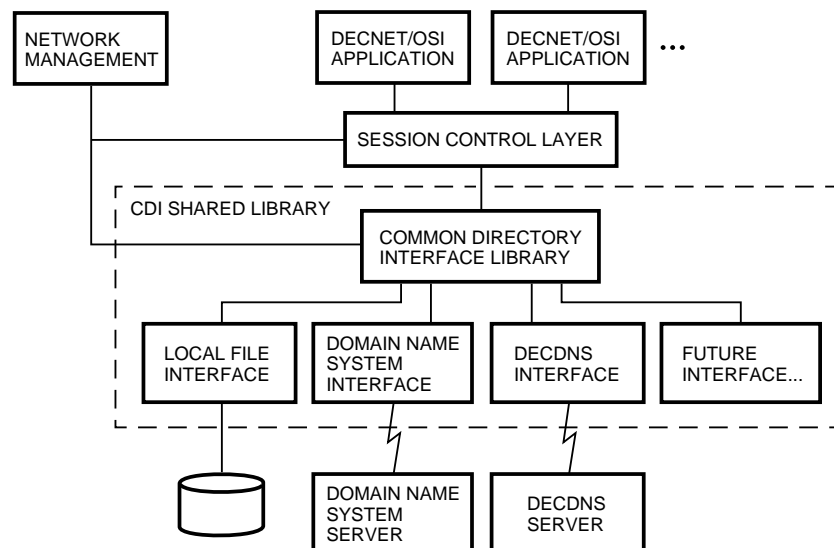 NETWORK
MANAGEMENT
DECNET/OSI
APPLICATION
DECNET/OSI
APPLICATION
...
SESSION CONTROL LAYER
CDI SHARED LIBRARY
COMMON DIRECTORY
INTERFACE LIBRARY
LOCAL FILE
INTERFACE
DOMAIN NAME
SYSTEM
INTERFACE
DECDNS
INTERFACE
FUTURE
INTERFACE...
DOMAIN NAME
SYSTEM
SERVER
DECDNS
SERVER